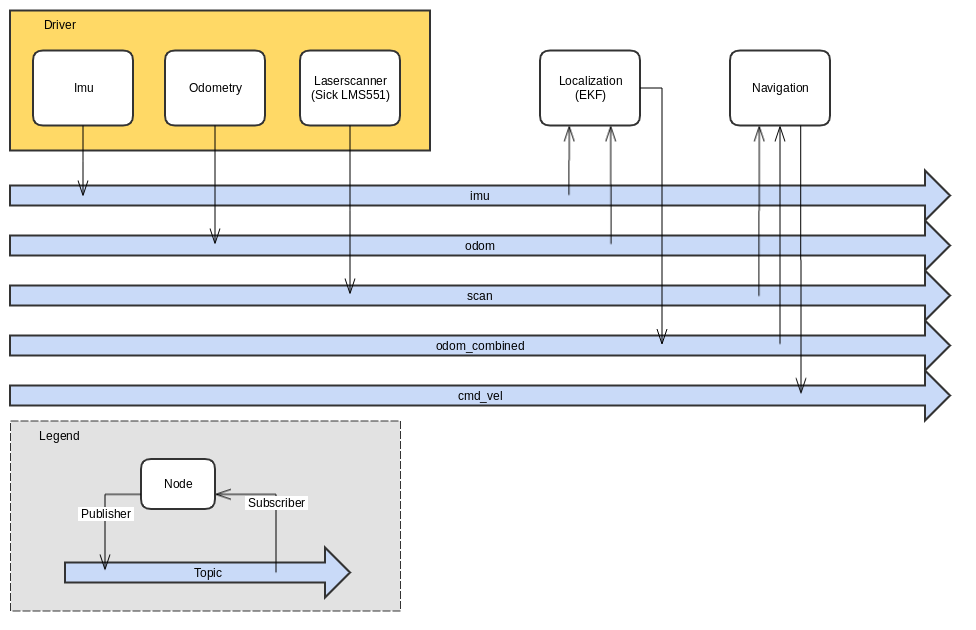 Driver
Imu
Odometry
Laserscanner
(Sick LMS551)
Localization
(EKF)
Navigation
imu
odom
scan
odom_combined
cmd_vel
Legend
Node
Publisher
Subscriber
Topic